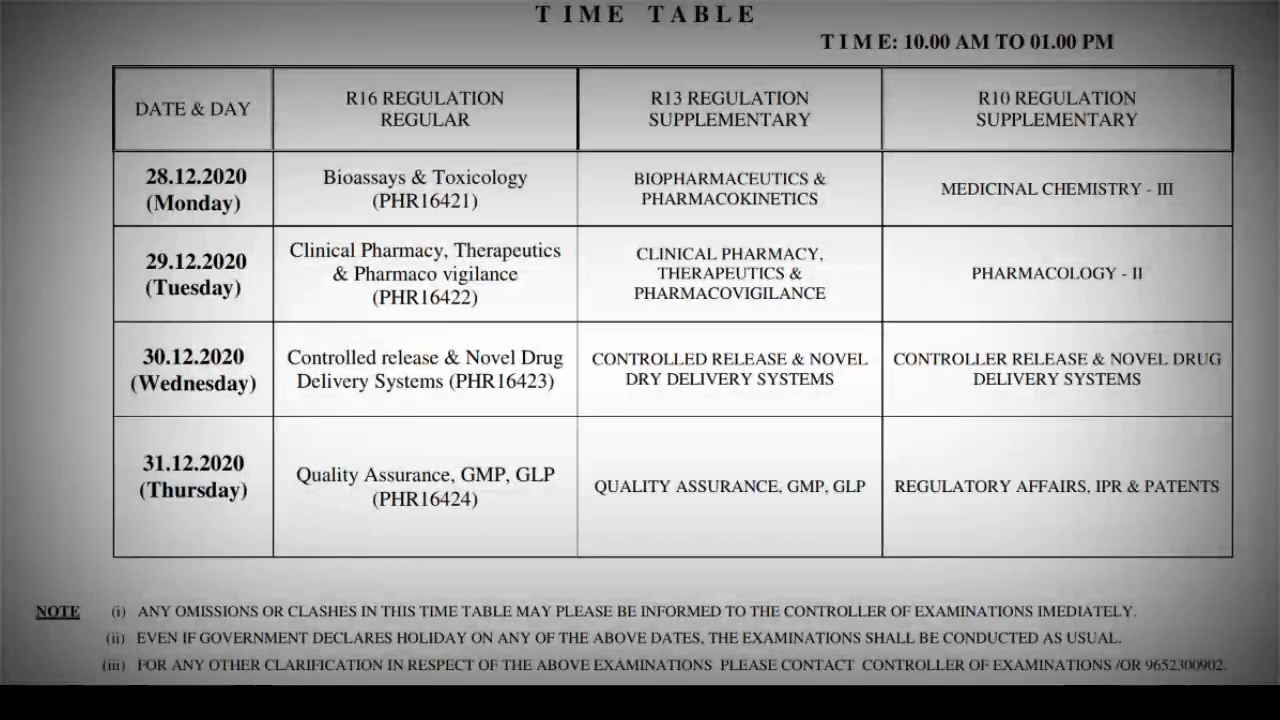 TIME TABLE
TIME: 10.00 AM TO 01.00 PM
DATE & DAY
R16 REGULATION
REGULAR
R13 REGULATION
SUPPLEMENTARY
R10 REGULATION
SUPPLEMENTARY
28.12.2020
(Monday)
Bioassays & Toxicology
(PHR16421)
BIOPHARMACEUTICS &
PHARMACOKINETICS
MEDICINAL CHEMISTRY - III
29.12.2020
(Tuesday)
Clinical Pharmacy, Therapeutics
& Pharmaco vigilance
(PHR16422)
CLINICAL PHARMACY,
THERAPEUTICS &
PHARMACOVIGILANCE
PHARMACOLOGY - II
30.12.2020
(Wednesday)
Controlled release & Novel Drug
Delivery Systems (PHR16423)
CONTROLLED RELEASE & NOVEL
DRY DELIVERY SYSTEMS
CONTROLLER RELEASE & NOVEL DRUG
DELIVERY SYSTEMS
31.12.2020
(Thursday)
Quality Assurance, GMP, GLP
(PHR16424)
QUALITY ASSURANCE, GMP, GLP
REGULATORY AFFAIRS, IPR & PATENTS
NOTE (i) ANY OMISSIONS OR CLASHES IN THIS TIME TABLE MAY PLEASE BE INFORMED TO THE CONTROLLER OF EXAMINATIONS IMEDIATELY.
(ii) EVEN IF GOVERNMENT DECLARES HOLIDAY ON ANY OF THE ABOVE DATES, THE EXAMINATIONS SHALL BE CONDUCTED AS USUAL.
(iii) FOR ANY OTHER CLARIFICATION IN RESPECT OF THE ABOVE EXAMINATIONS PLEASE CONTACT CONTROLLER OF EXAMINATIONS /OR 9652300902.